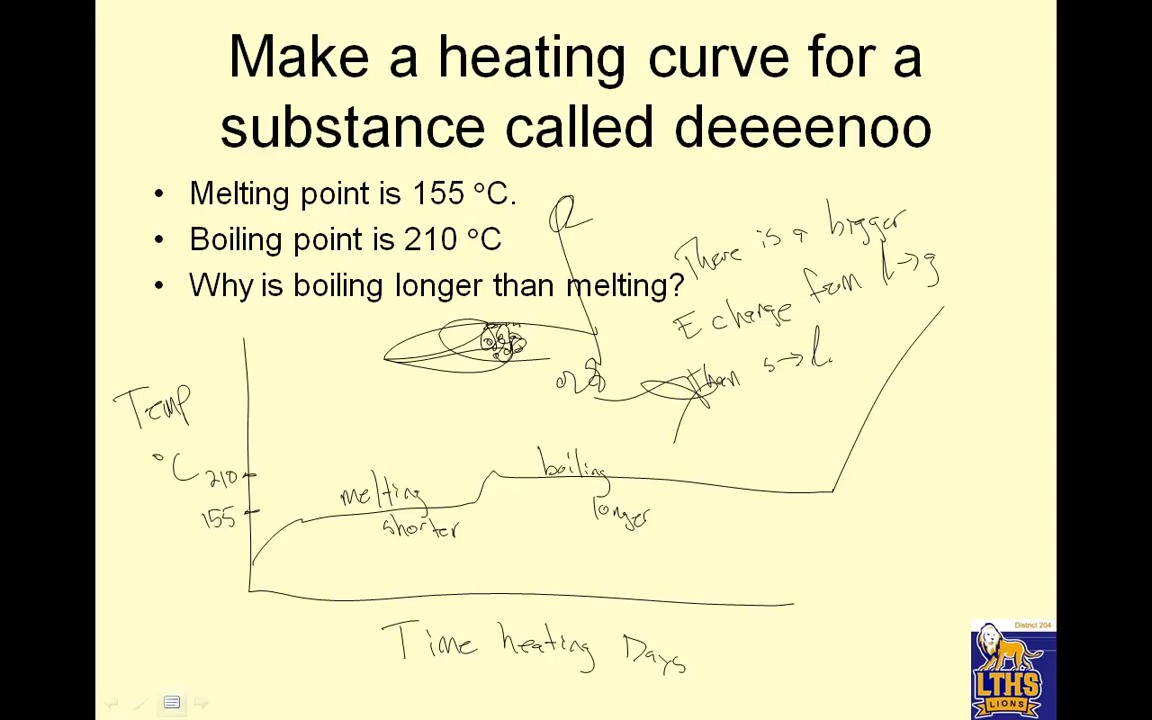 Make a heating curve for a
substance called deeeenoo
• Melting point is 155 °C.
• Boiling point is 210 °C
• Why is boiling longer than melting?
There is a bigger
E change from l→g
than s→l
Temp
°C
210
155
melting
shorter
boiling
longer
Time heating Days
District 204
LTHS
LIONS